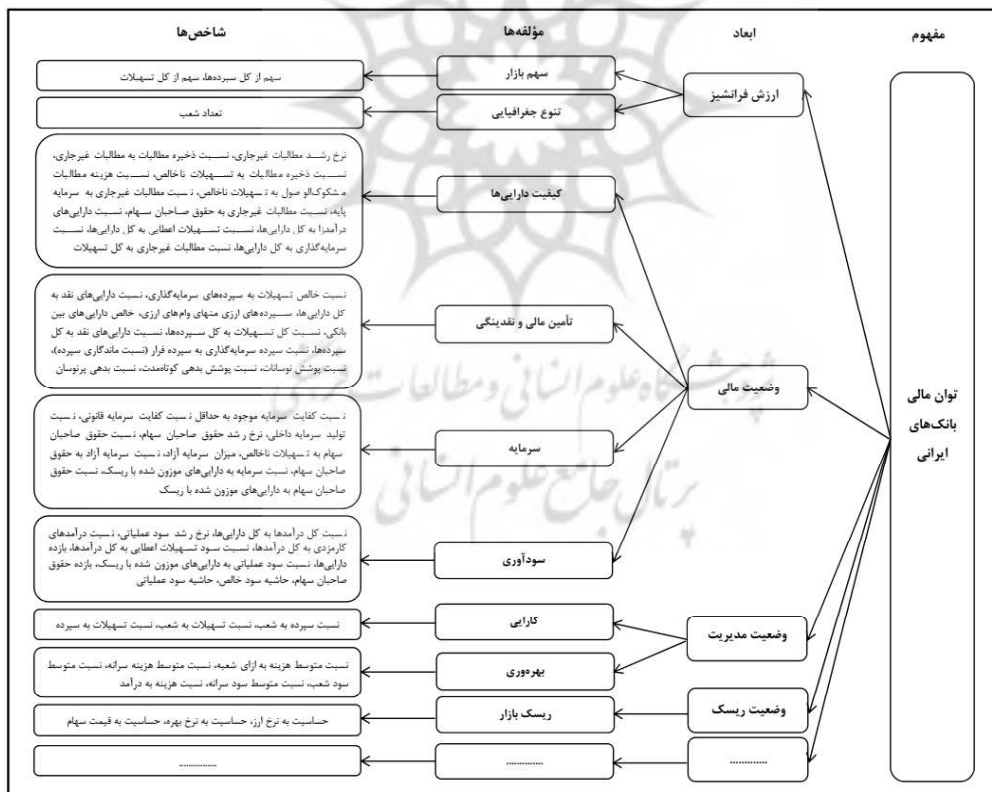 مفهوم
ابعاد
مؤلفه‌ها
شاخص‌ها
توان مالی
بانک‌های
ایرانی
ارزش فرانشیز
سهم بازار
سهم از کل سپرده‌ها، سهم از کل تسهیلات
تنوع جغرافیایی
تعداد شعب
وضعیت مالی
کیفیت دارایی‌ها
نرخ رشد مطالبات غیرجاری، نسبت ذخیره مطالبات به مطالبات غیرجاری،
نسبت ذخیره مطالبات به تسهیلات ناخالص، نسبت هزینه مطالبات
مشکوک‌الوصول به تسهیلات ناخالص، نسبت مطالبات غیرجاری به سرمایه
پایه، نسبت مطالبات غیرجاری به حقوق صاحبان سهام، نسبت دارایی‌های
درآمدزا به کل دارایی‌ها، نسبت تسهیلات اعطایی به کل دارایی‌ها، نسبت
سرمایه‌گذاری به کل دارایی‌ها، نسبت مطالبات غیرجاری به کل تسهیلات
تأمین مالی و نقدینگی
نسبت خالص تسهیلات به سپرده‌های سرمایه‌گذاری، نسبت دارایی‌های نقد به
کل دارایی‌ها، سپرده‌های ارزی منهای وام‌های ارزی، خالص دارایی‌های بین
بانکی، نسبت کل تسهیلات به کل سپرده‌ها، نسبت دارایی‌های نقد به کل
سپرده‌ها، نسبت سپرده سرمایه‌گذاری به سپرده فرار (نسبت ماندگاری سپرده)،
نسبت پوشش نوسانات، نسبت پوشش بدهی کوتاه‌مدت، نسبت بدهی پرنوسان
سرمایه
نسبت کفایت سرمایه موجود به حداقل نسبت کفایت سرمایه قانونی، نسبت
تولید سرمایه داخلی، نرخ رشد حقوق صاحبان سهام، نسبت حقوق صاحبان
سهام به تسهیلات ناخالص، میزان سرمایه آزاد، نسبت سرمایه آزاد به حقوق
صاحبان سهام، نسبت سرمایه به دارایی‌های موزون شده با ریسک، نسبت حقوق
صاحبان سهام به دارایی‌های موزون شده با ریسک
سودآوری
نسبت کل درآمدها به کل دارایی‌ها، نرخ رشد سود عملیاتی، نسبت درآمدهای
کارمزدی به کل درآمدها، نسبت سود تسهیلات اعطایی به کل درآمدها، بازده
دارایی‌ها، نسبت سود عملیاتی به دارایی‌های موزون شده با ریسک، بازده حقوق
صاحبان سهام، حاشیه سود خالص، حاشیه سود عملیاتی
وضعیت مدیریت
کارایی
نسبت سپرده به شعب، نسبت تسهیلات به شعب، نسبت تسهیلات به سپرده
بهره‌وری
نسبت متوسط هزینه به ازای شعبه، نسبت متوسط هزینه سرانه، نسبت متوسط
سود شعب، نسبت متوسط سود سرانه، نسبت هزینه به درآمد
وضعیت ریسک
ریسک بازار
حساسیت به نرخ ارز، حساسیت به نرخ بهره، حساسیت به قیمت سهام
.............
..............
...............
پژوهشگاه علوم انسانی و مطالعات فرهنگی
پرتال جامع علوم انسانی